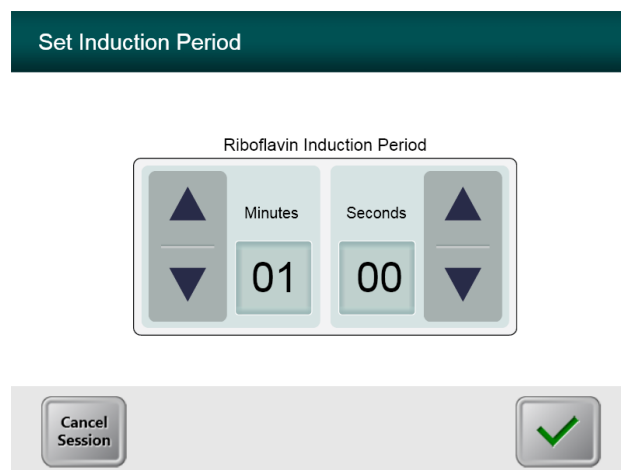 Set Induction Period
Riboflavin Induction Period
Minutes Seconds
01 00
Cancel
Session